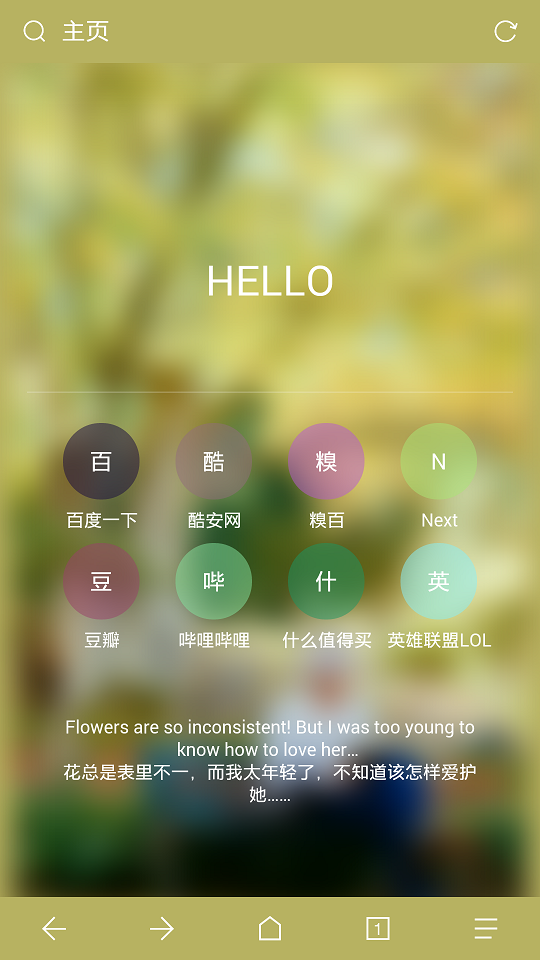 主页
HELLO
百 酷 糗 N
百度一下 酷安网 糗百 Next
豆 哔 什 英
豆瓣 哔哩哔哩 什么值得买 英雄联盟LOL
Flowers are so inconsistent! But I was too young to
know how to love her…
花总是表里不一，而我太年轻了，不知道该怎样爱护
她……
1